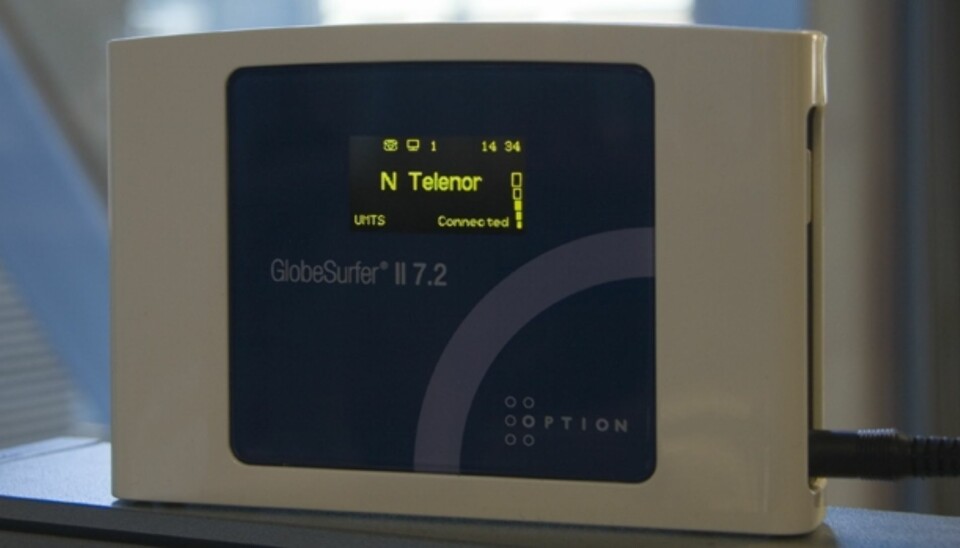 1 14 34
N Telenor
UMTS Connected
GlobeSurfer® II 7.2
OPTION